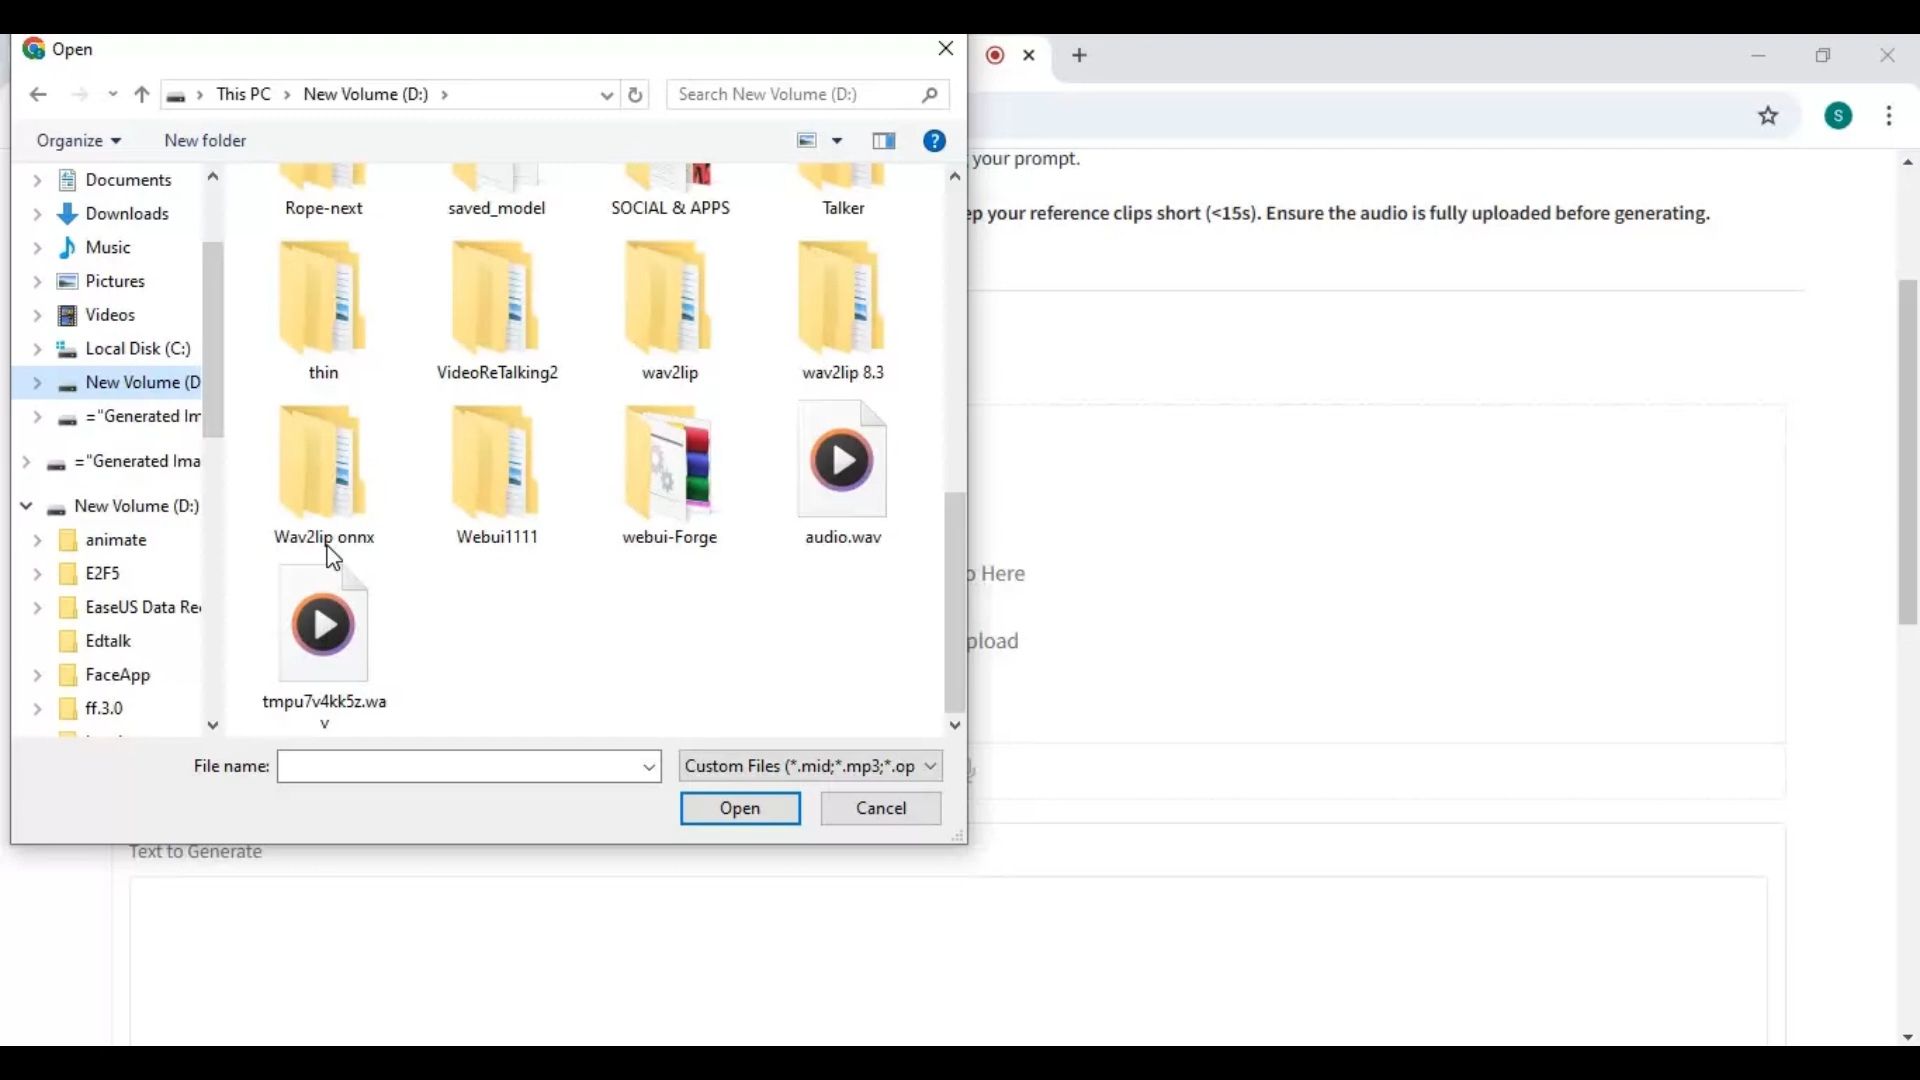 Open
This PC > New Volume (D:) >
Search New Volume (D:)
S
Organize
New folder
your prompt.
ep your reference clips short (<15s). Ensure the audio is fully uploaded before generating.
Documents
Downloads
Music
Pictures
Videos
Local Disk (C:)
New Volume (D
="Generated Im
="Generated Ima
New Volume (D:)
animate
E2F5
EaseUS Data Re
Edtalk
FaceApp
ff.3.0
Rope-next
saved_model
SOCIAL & APPS
Talker
thin
VideoReTalking2
wav2lip
wav2lip 8.3
Wav2lip onnx
Webui1111
webui-Forge
audio.wav
tmpu7v4kk5z.wa
v
o Here
pload
File name:
Custom Files (*.mid;*.mp3;*.op
Open
Cancel
Text to Generate